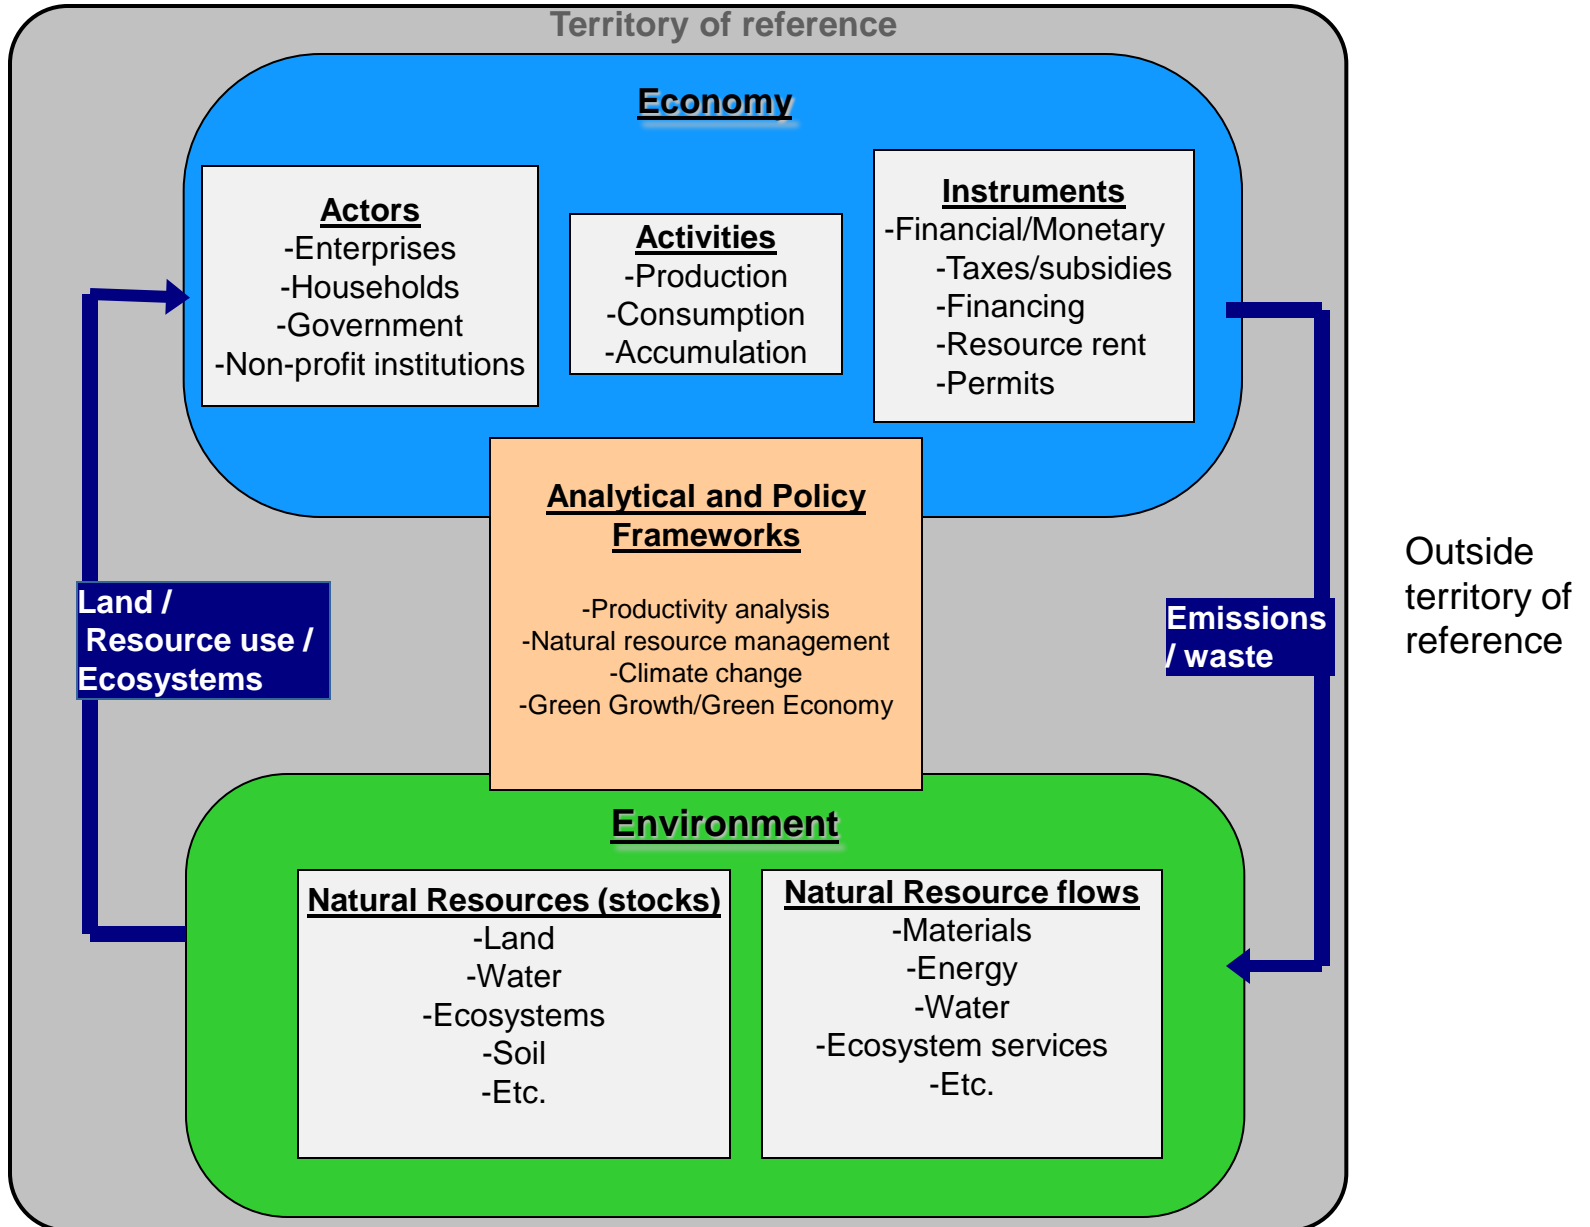 Territory of reference
Economy
Actors
-Enterprises
-Households
-Government
-Non-profit institutions
Activities
-Production
-Consumption
-Accumulation
Instruments
-Financial/Monetary
-Taxes/subsidies
-Financing
-Resource rent
-Permits
Analytical and Policy
Frameworks
-Productivity analysis
-Natural resource management
-Climate change
-Green Growth/Green Economy
Land /
Resource use /
Ecosystems
Emissions
/ waste
Outside
territory of
reference
Environment
Natural Resources (stocks)
-Land
-Water
-Ecosystems
-Soil
-Etc.
Natural Resource flows
-Materials
-Energy
-Water
-Ecosystem services
-Etc.